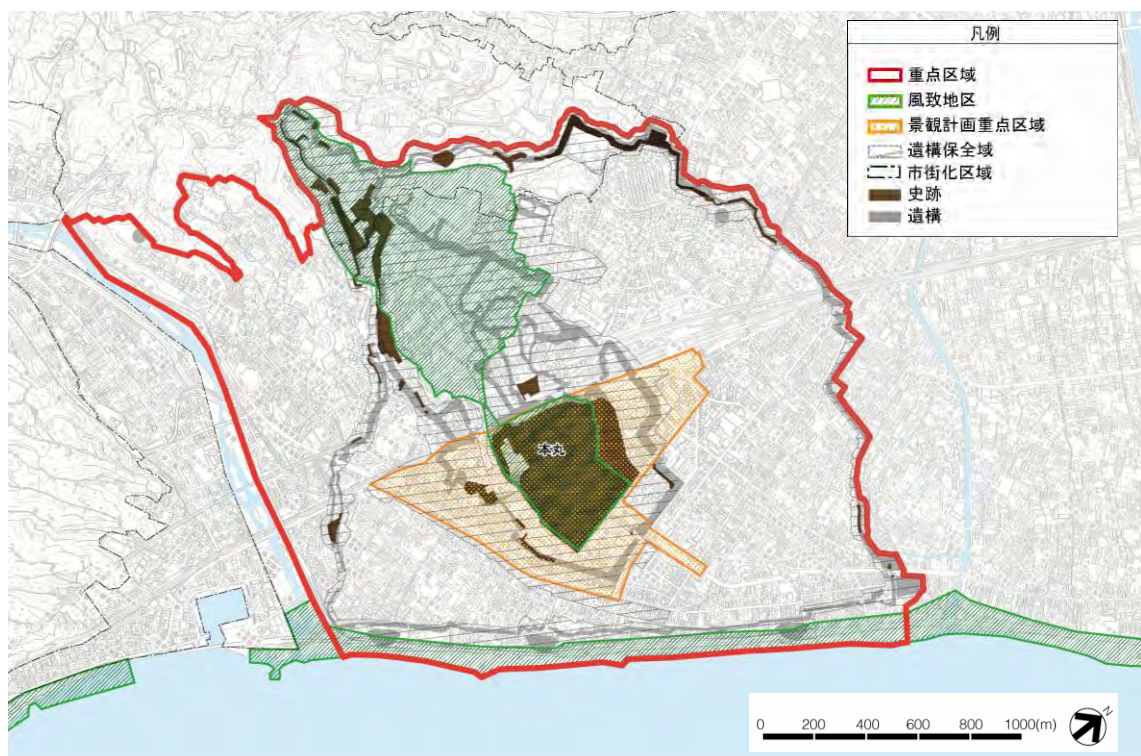 凡例
重点区域
風致地区
景観計画重点区域
遺構保全域
市街化区域
史跡
遺構
本丸
0 200 400 600 800 1000(m)
N